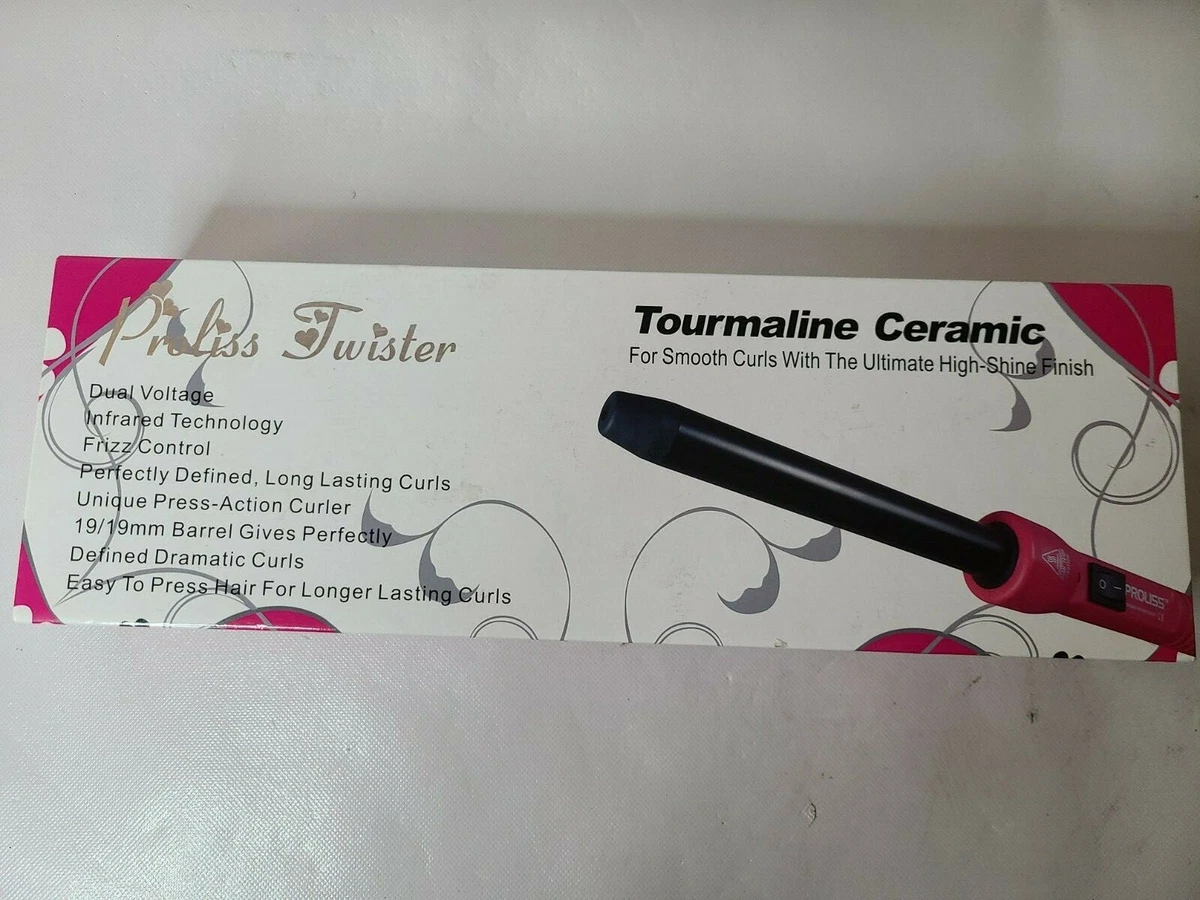 Proliss Twister
Dual Voltage
Infrared Technology
Frizz Control
Perfectly Defined, Long Lasting Curls
Unique Press-Action Curler
19/19mm Barrel Gives Perfectly
Defined Dramatic Curls
Easy To Press Hair For Longer Lasting Curls
Tourmaline Ceramic
For Smooth Curls With The Ultimate High-Shine Finish
PROLISS